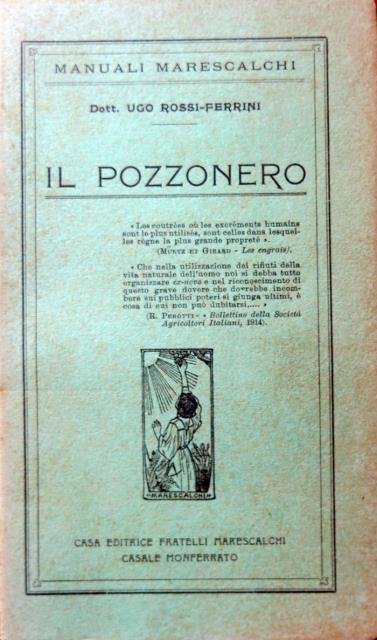 MANUALI MARESCALCHI
Dott. UGO ROSSI-FERRINI
IL POZZONERO
« Les coutrées où les excréments humains
sont le plus utilisés, sont celles dans lesquel-
les règne la plus grande propreté ».
(MÜNTZ ET GIRARD - Les engrais).
« Che nella utilizzazione dei rifiuti della
vita naturale dell'uomo noi si debba tutto
organizzare ex-novo e nel riconoscimento di
questo grave dovere che dovrebbe incom-
bere sui pubblici poteri si giunga ultimi, è
cosa di cui non può dubitarsi..... »
(R. PEROTTI - « Bollettino della Società
Agricoltori Italiani, 1914).
MARESCALCHI
CASA EDITRICE FRATELLI MARESCALCHI
CASALE MONFERRATO